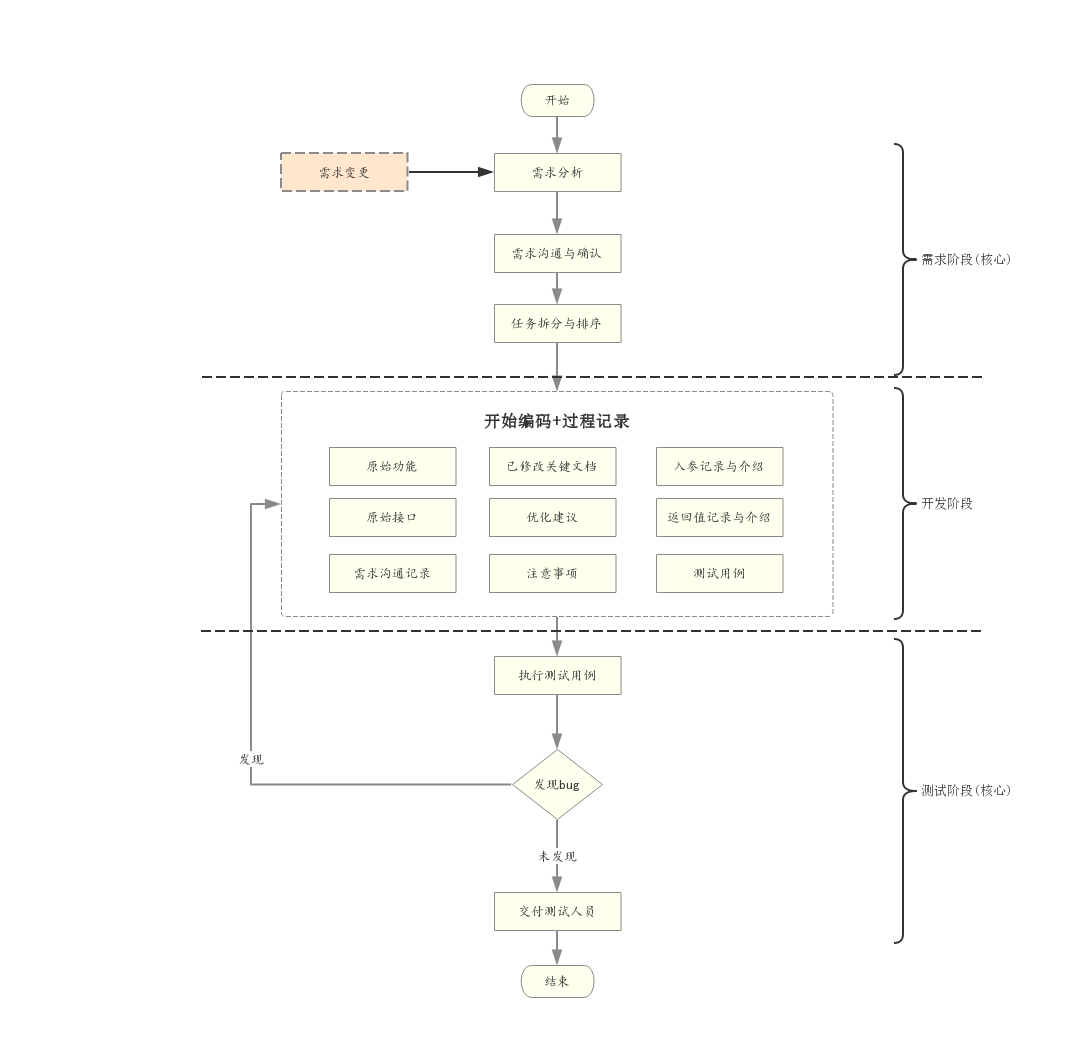 开始
需求变更
需求分析
需求沟通与确认
需求阶段(核心)
任务拆分与排序
开始编码+过程记录
原始功能
已修改关键文档
入参记录与介绍
原始接口
优化建议
返回值记录与介绍
开发阶段
需求沟通记录
注意事项
测试用例
执行测试用例
发现
发现bug
测试阶段(核心)
未发现
交付测试人员
结束